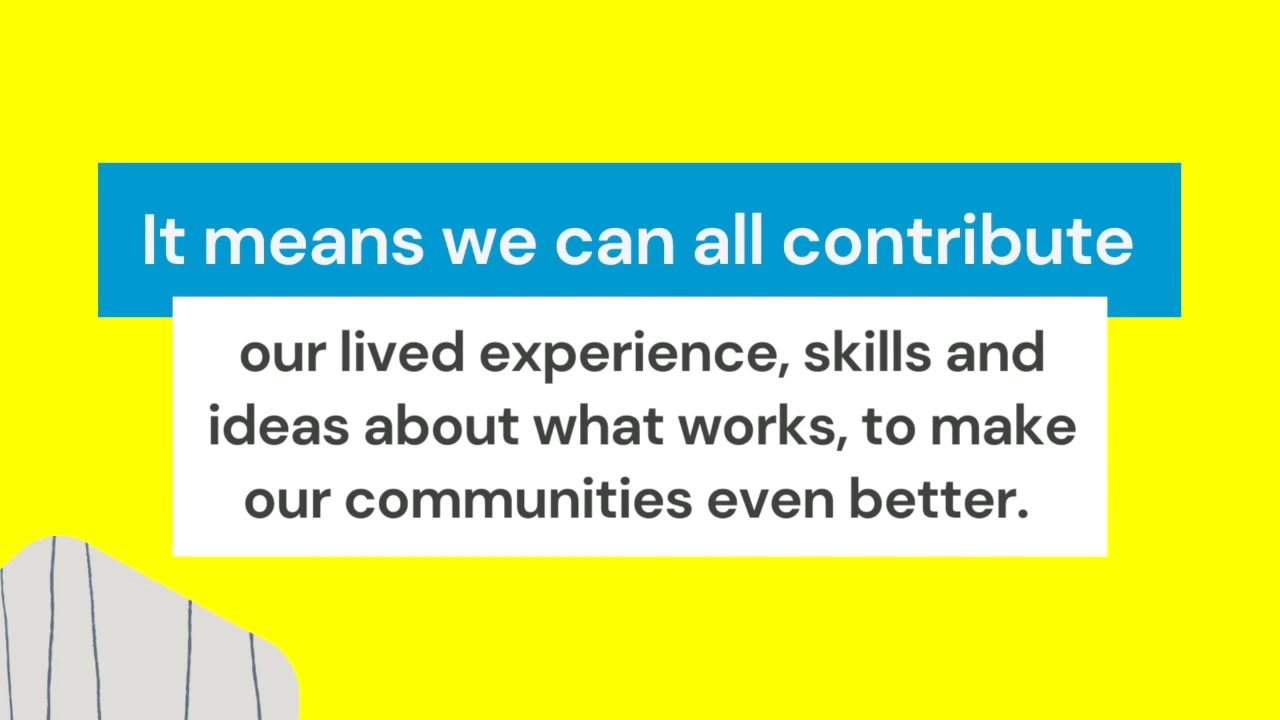 It means we can all contribute
our lived experience, skills and
ideas about what works, to make
our communities even better.